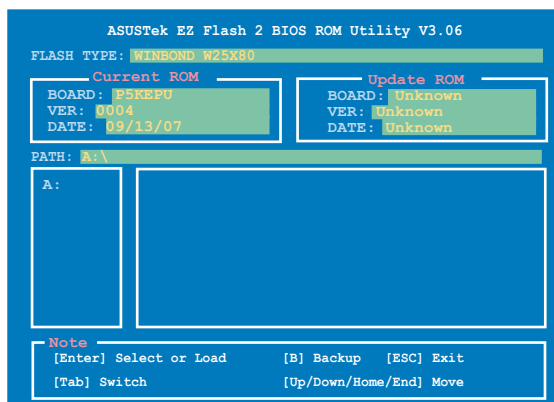 ASUSTek EZ Flash 2 BIOS ROM Utility V3.06
FLASH TYPE: WINBOND W25X80
Current ROM
BOARD: P5KEPU
VER: 0004
DATE: 09/13/07
Update ROM
BOARD: Unknown
VER: Unknown
DATE: Unknown
PATH: A:\
A:
Note
[Enter] Select or Load [B] Backup [ESC] Exit
[Tab] Switch [Up/Down/Home/End] Move